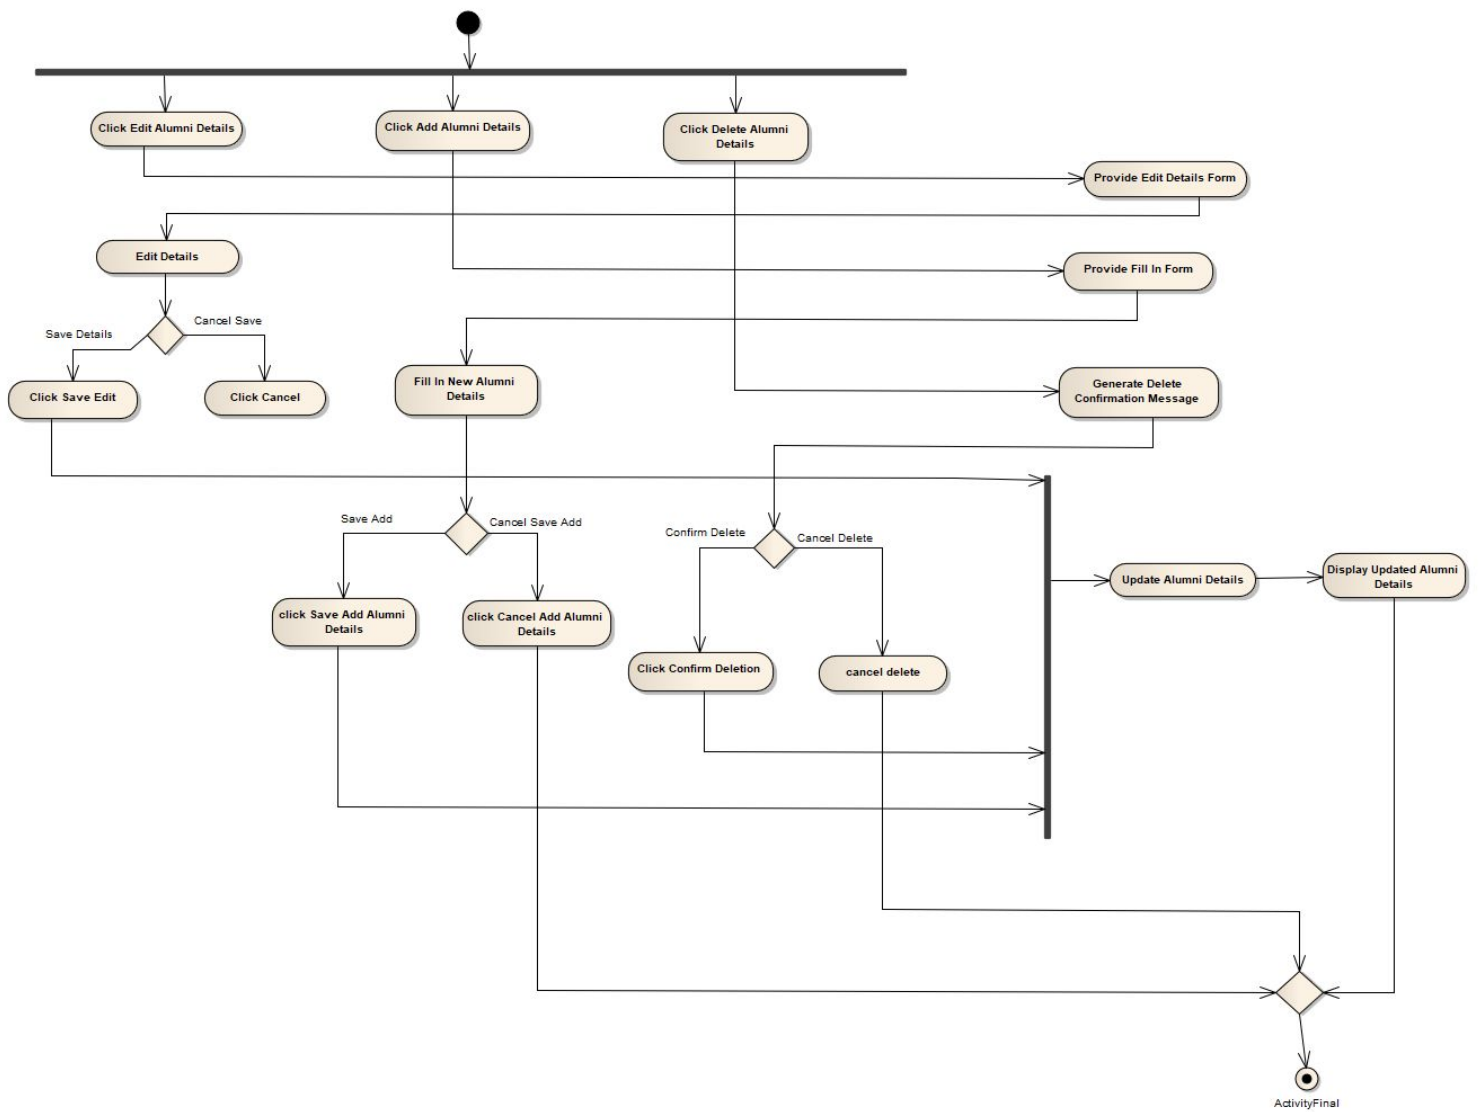 Click Edit Alumni Details
Click Add Alumni Details
Click Delete Alumni
Details
Provide Edit Details Form
Edit Details
Provide Fill In Form
Save Details
Cancel Save
Click Save Edit
Click Cancel
Fill In New Alumni
Details
Generate Delete
Confirmation Message
Save Add
Cancel Save Add
Confirm Delete
Cancel Delete
Update Alumni Details
Display Updated Alumni
Details
click Save Add Alumni
Details
click Cancel Add Alumni
Details
Click Confirm Deletion
cancel delete
ActivityFinal